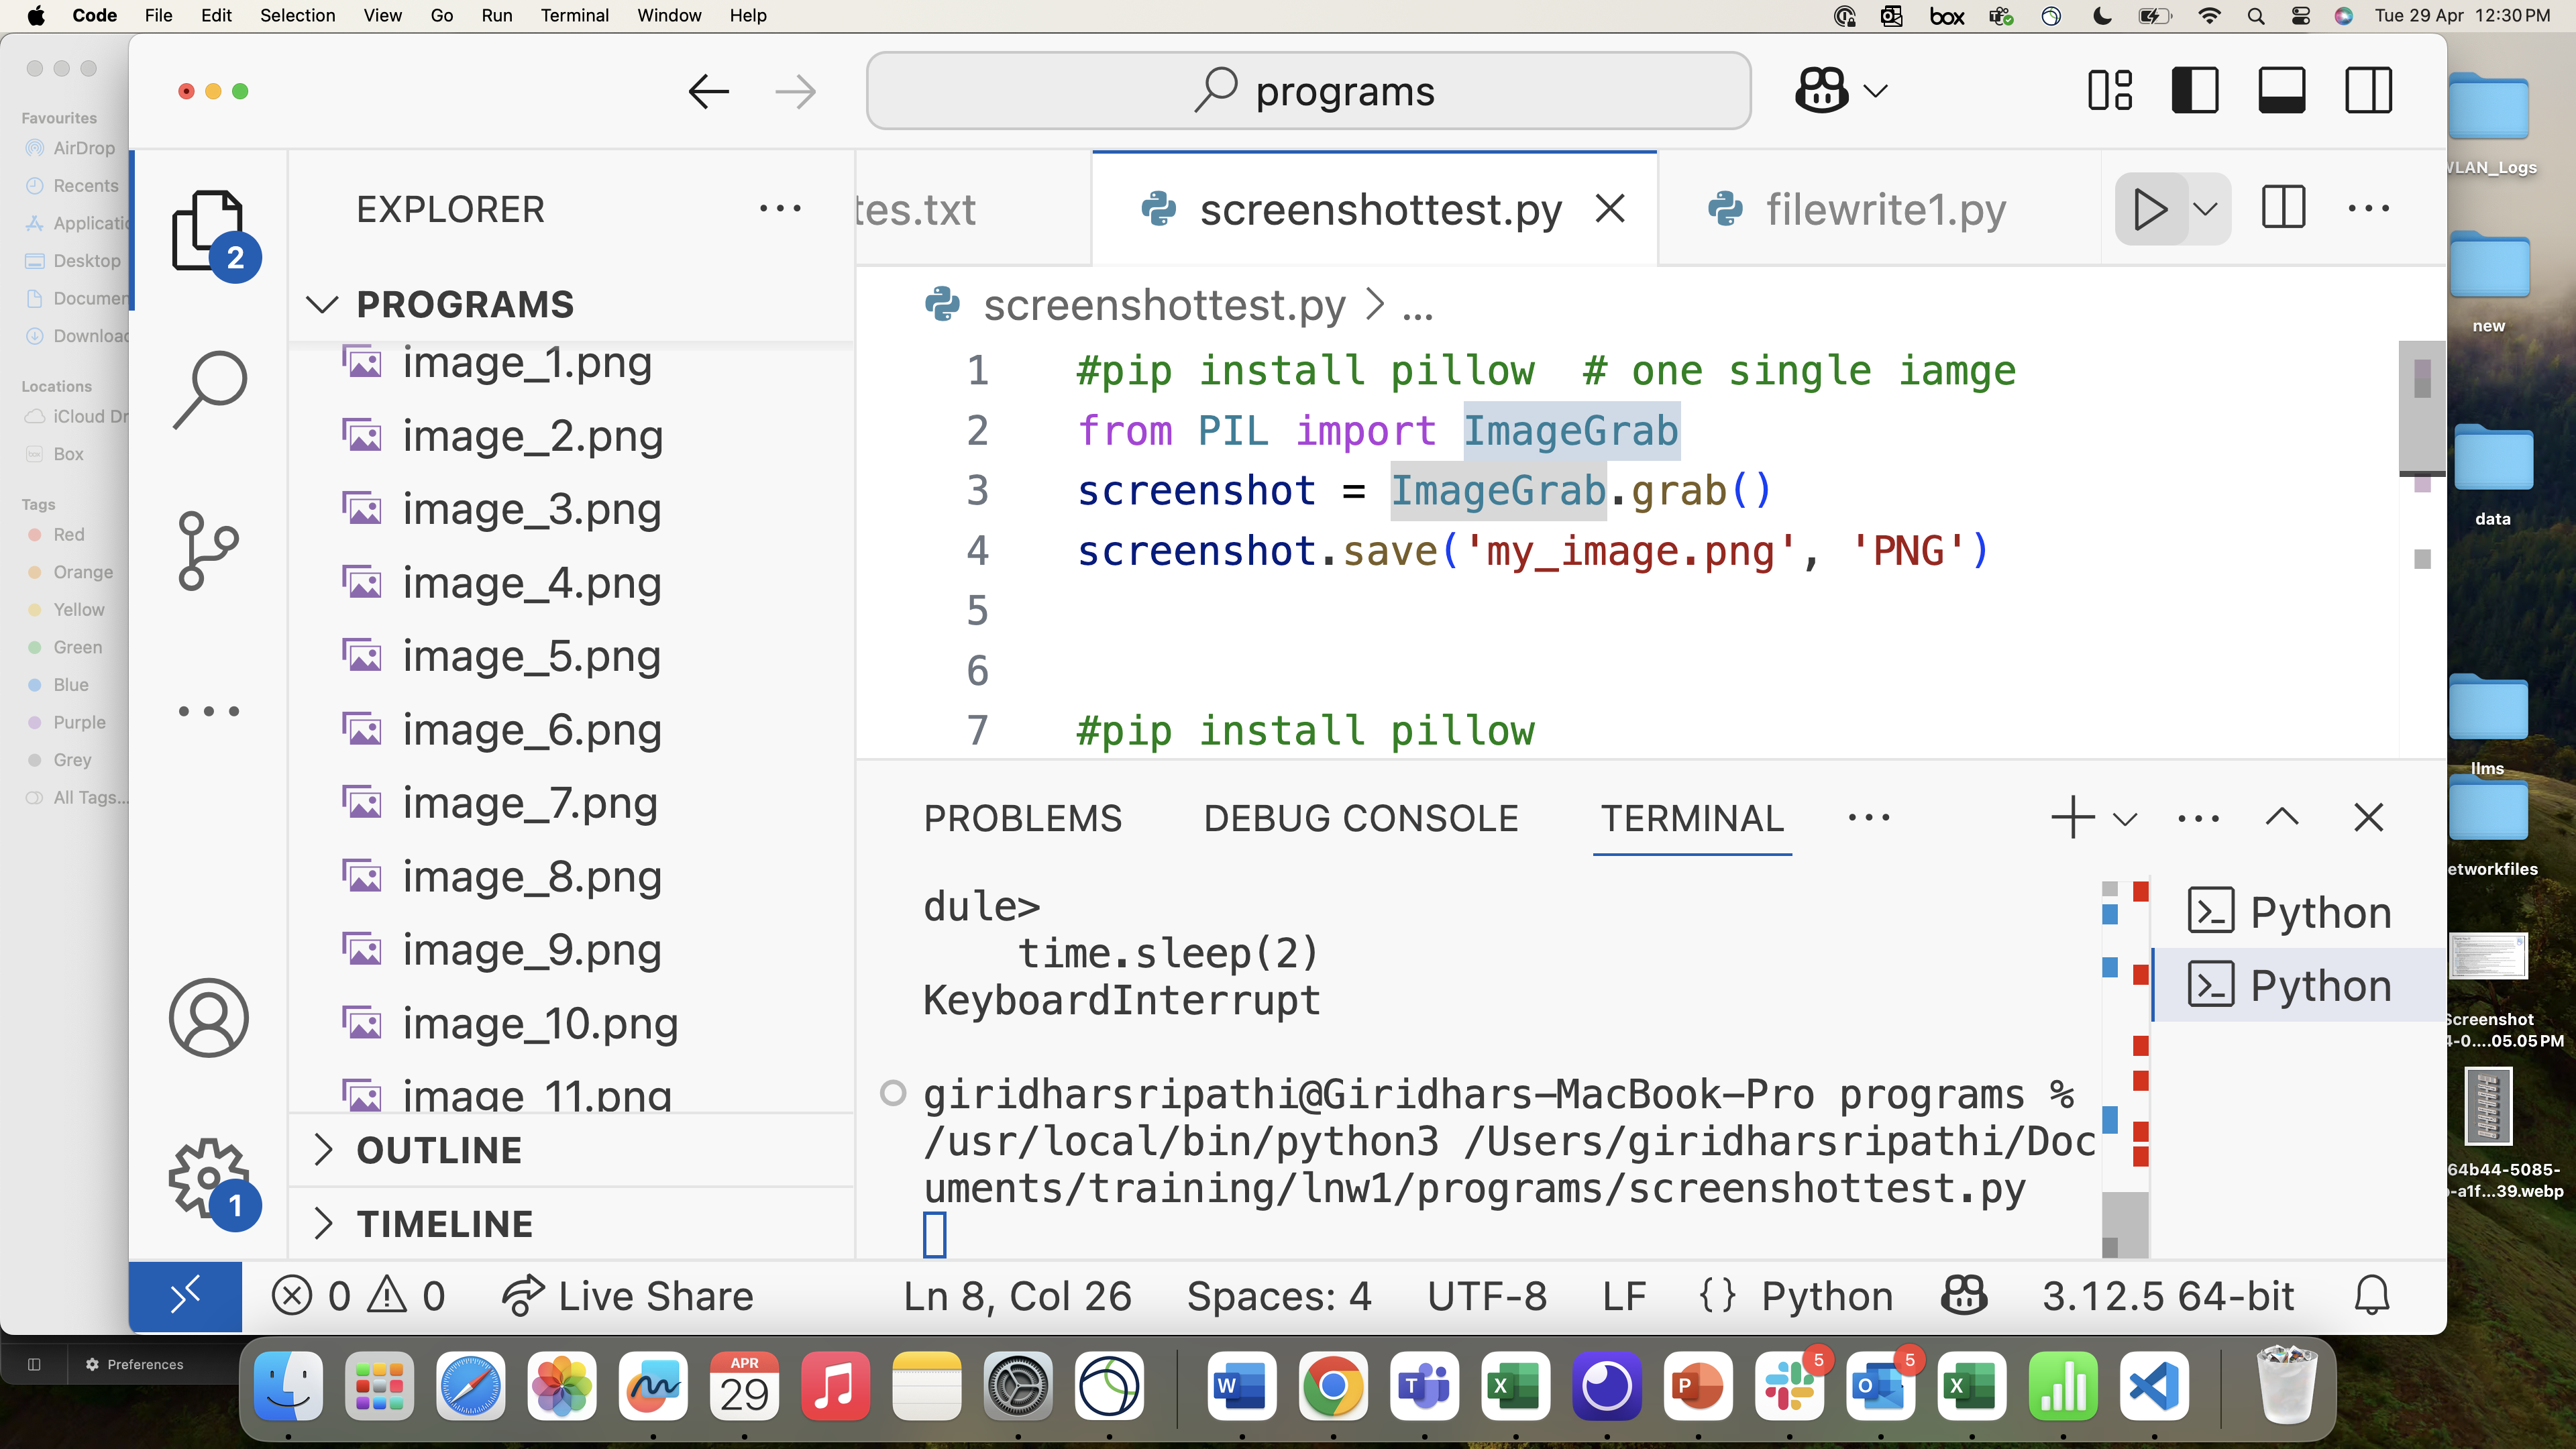 Code File Edit Selection View Go Run Terminal Window Help
box Tue 29 Apr 12:30 PM
Favourites
AirDrop
Recents
Desktop
Locations
iCloud
Box
Tags
Red
Orange
Yellow
Green
Blue
Purple
Grey
All Tags...
Preferences
programs
EXPLORER
PROGRAMS
image_1.png
image_2.png
image_3.png
image_4.png
image_5.png
image_6.png
image_7.png
image_8.png
image_9.png
image_10.png
image_11.png
OUTLINE
TIMELINE
2
1
tes.txt screenshottest.py filewrite1.py
screenshottest.py > ...
1 #pip install pillow # one single iamge
2 from PIL import ImageGrab
3 screenshot = ImageGrab.grab()
4 screenshot.save('my_image.png', 'PNG')
5
6
7 #pip install pillow
PROBLEMS DEBUG CONSOLE TERMINAL
dule>
time.sleep(2)
KeyboardInterrupt
giridharsripathi@Giridhars-MacBook-Pro programs %
/usr/local/bin/python3 /Users/giridharsripathi/Doc
uments/training/lnw1/programs/screenshottest.py
Python
Python
0 0 Live Share Ln 8, Col 26 Spaces: 4 UTF-8 LF {} Python 3.12.5 64-bit
VLAN_Logs
new
data
llms
etworkfiles
Screenshot
4-0....05.05 PM
64b44-5085-
-a1f...39.webp
APR
29
W
T
X
P
5
O
5
X